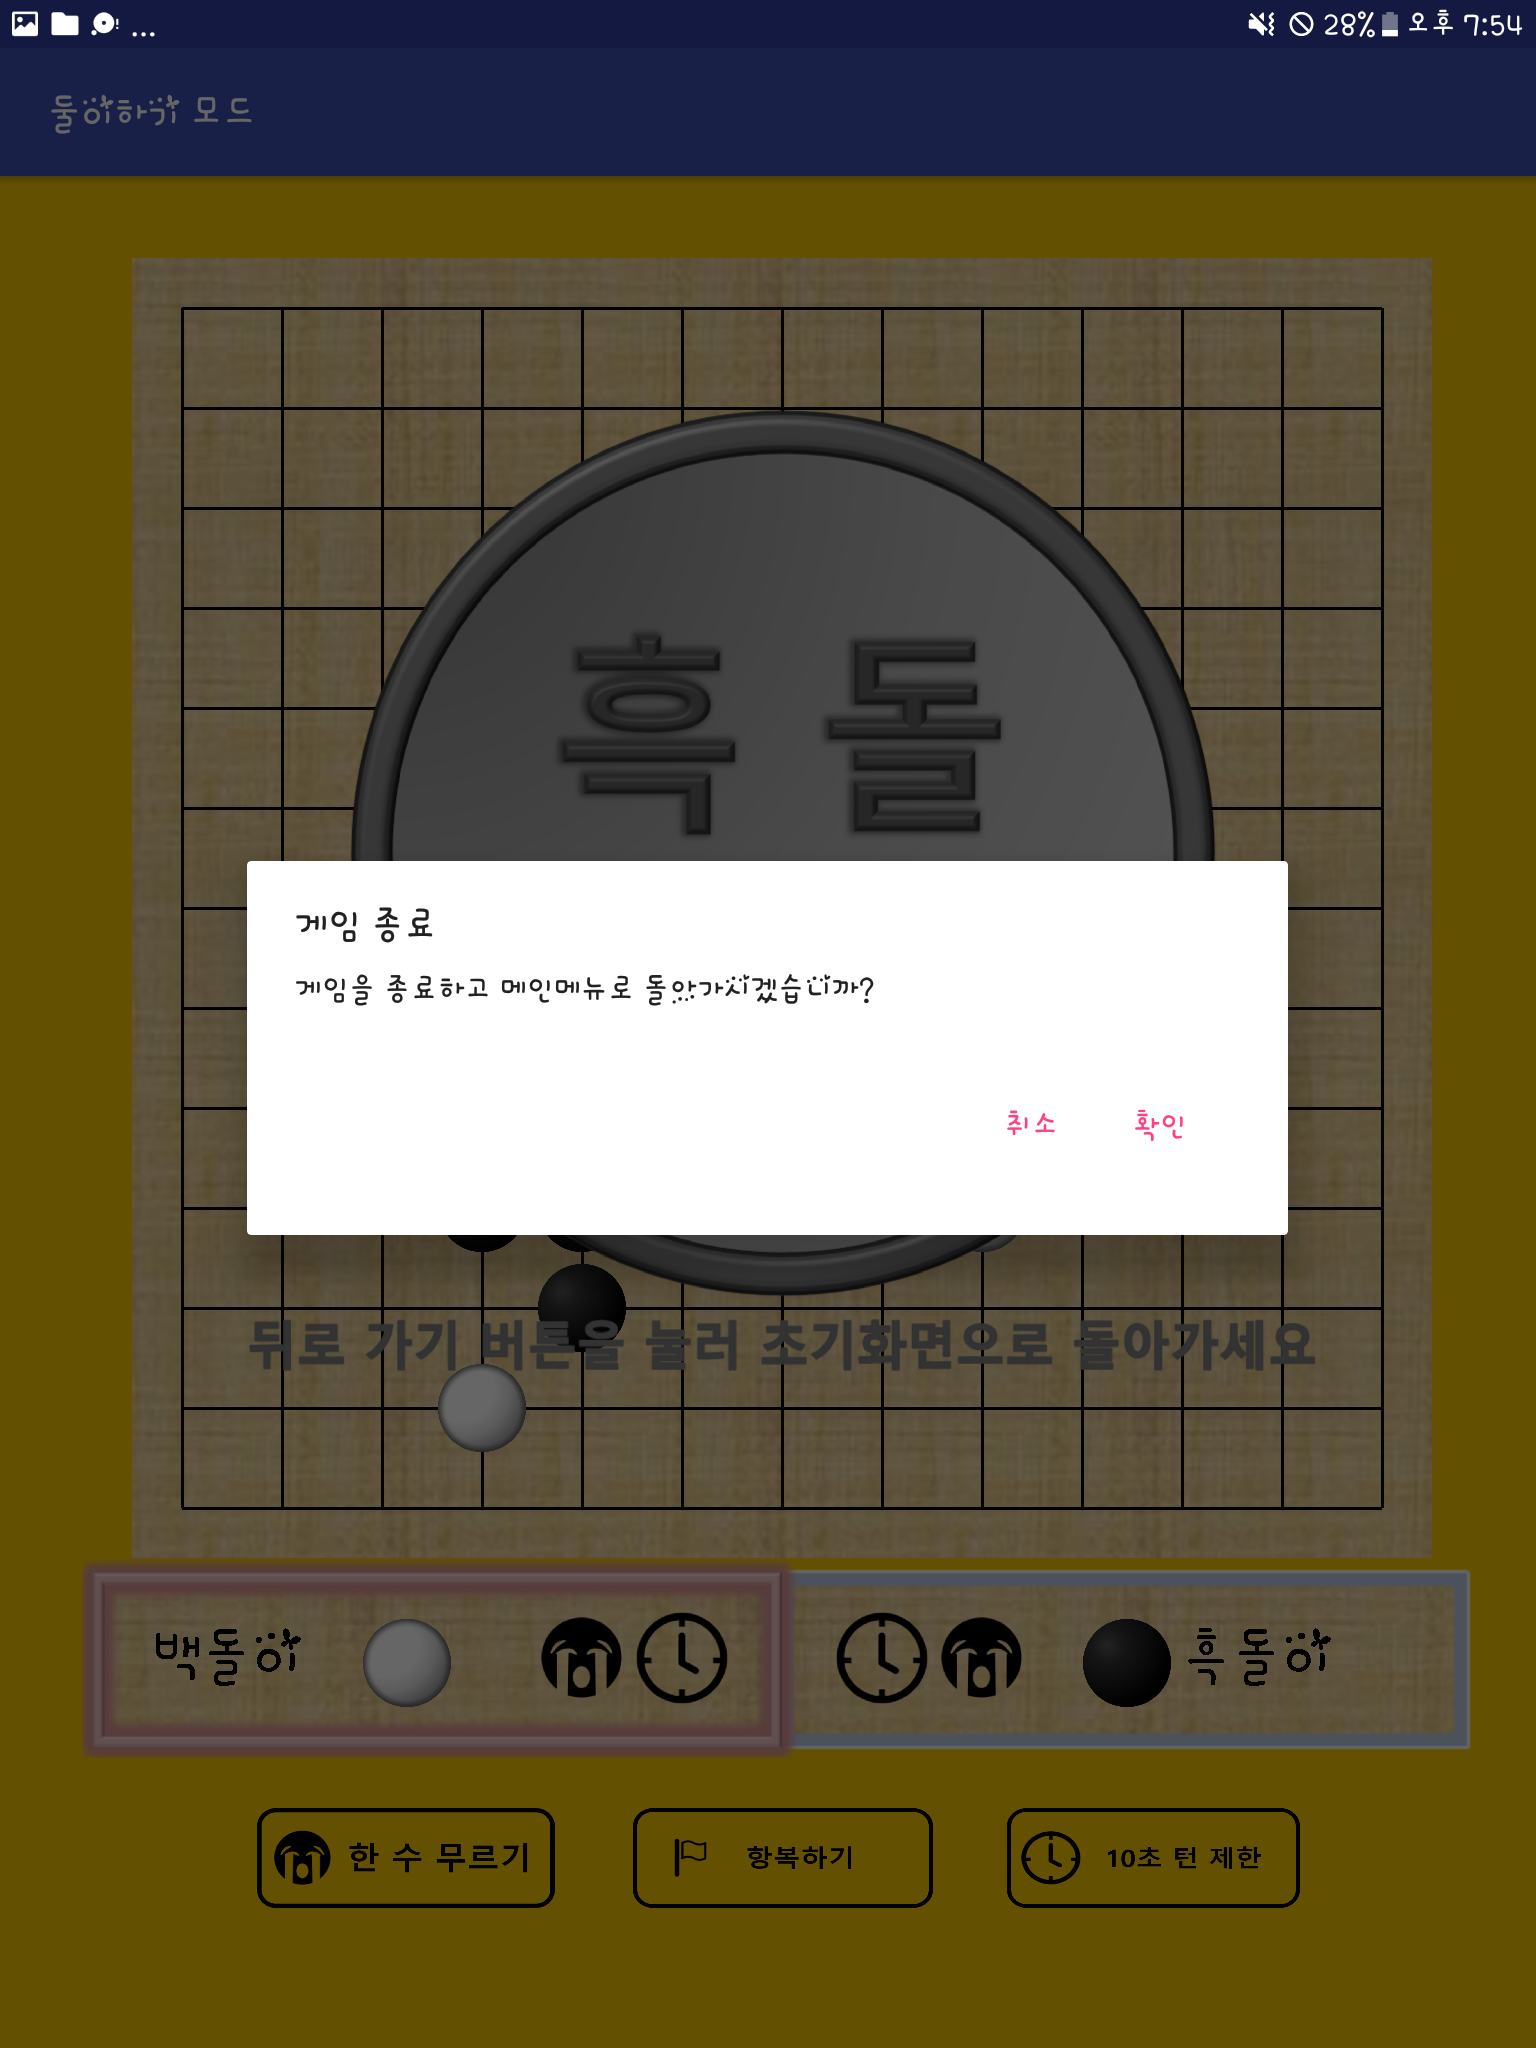 ... 28% 오후 7:54
둘이하기 모드
흑 돌
게임 종료
게임을 종료하고 메인메뉴로 돌아가시겠습니까?
취소 확인
뒤로 가기 버튼을 눌러 초기화면으로 돌아가세요
백돌이 흑돌이
한 수 무르기 항복하기 10초 턴 제한